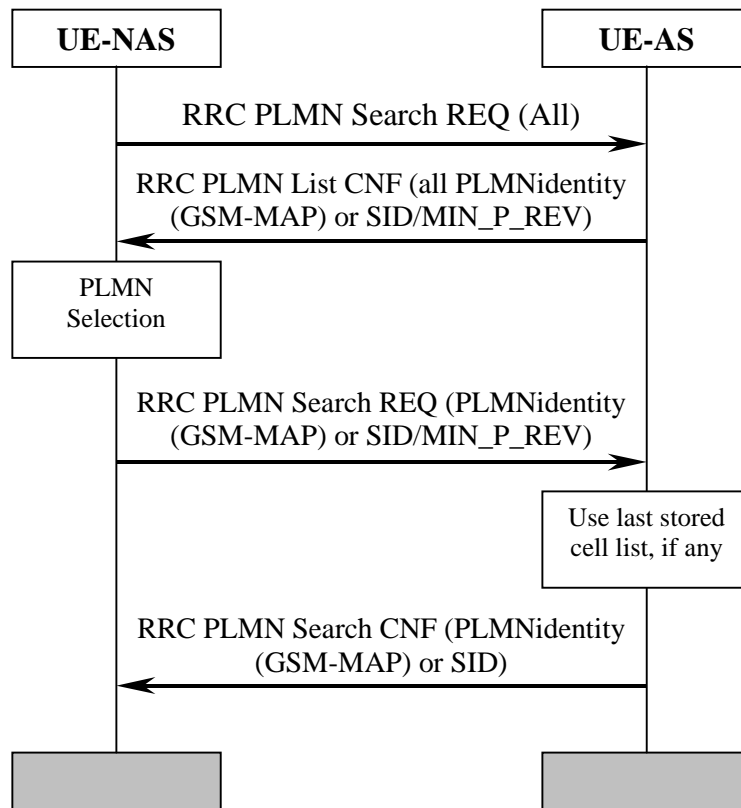 UE-NAS
UE-AS
RRC PLMN Search REQ (All)
RRC PLMN List CNF (all PLMNidentity
(GSM-MAP) or SID/MIN_P_REV)
PLMN
Selection
RRC PLMN Search REQ (PLMNidentity
(GSM-MAP) or SID/MIN_P_REV)
Use last stored
cell list, if any
RRC PLMN Search CNF (PLMNidentity
(GSM-MAP) or SID)